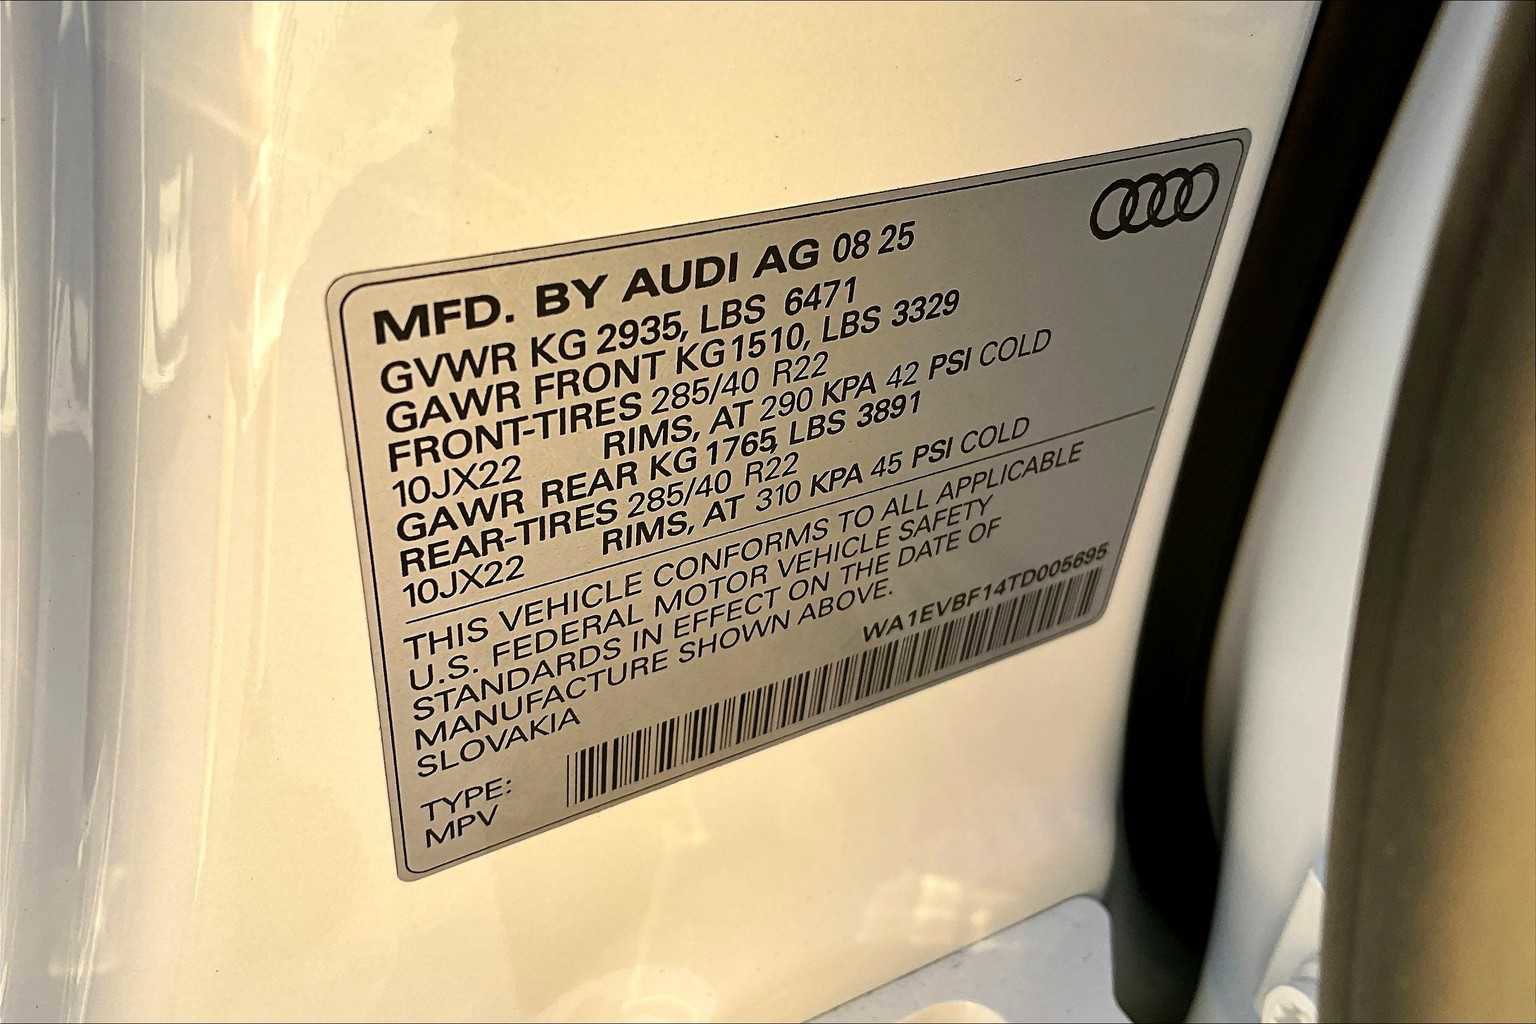 MFD. BY AUDI AG 08 25
GVWR KG 2935, LBS 6471
GAWR FRONT KG 1510, LBS 3329
FRONT-TIRES 285/40 R22
10JX22 RIMS, AT 290 KPA 42 PSI COLD
GAWR REAR KG 1765, LBS 3891
REAR-TIRES 285/40 R22
10JX22 RIMS, AT 310 KPA 45 PSI COLD
THIS VEHICLE CONFORMS TO ALL APPLICABLE
U.S. FEDERAL MOTOR VEHICLE SAFETY
STANDARDS IN EFFECT ON THE DATE OF
MANUFACTURE SHOWN ABOVE.
SLOVAKIA
WA1EVBF14TD005695
TYPE:
MPV